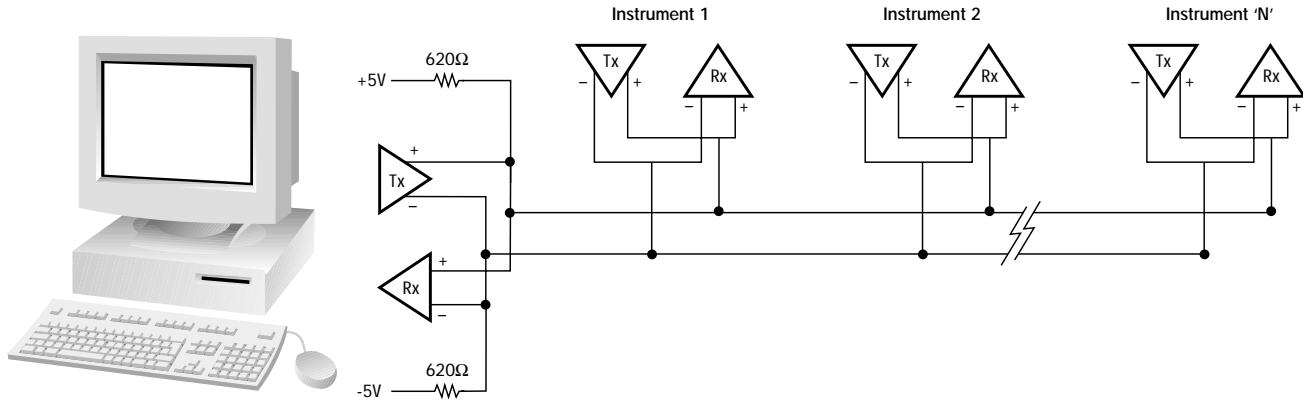 Instrument 1
Instrument 2
Instrument ‘N’
620Ω
+5V
Tx
Rx
Tx
Rx
Tx
Rx
− + − +
− + − +
− + − +
+
Tx
−
+
Rx
−
620Ω
-5V